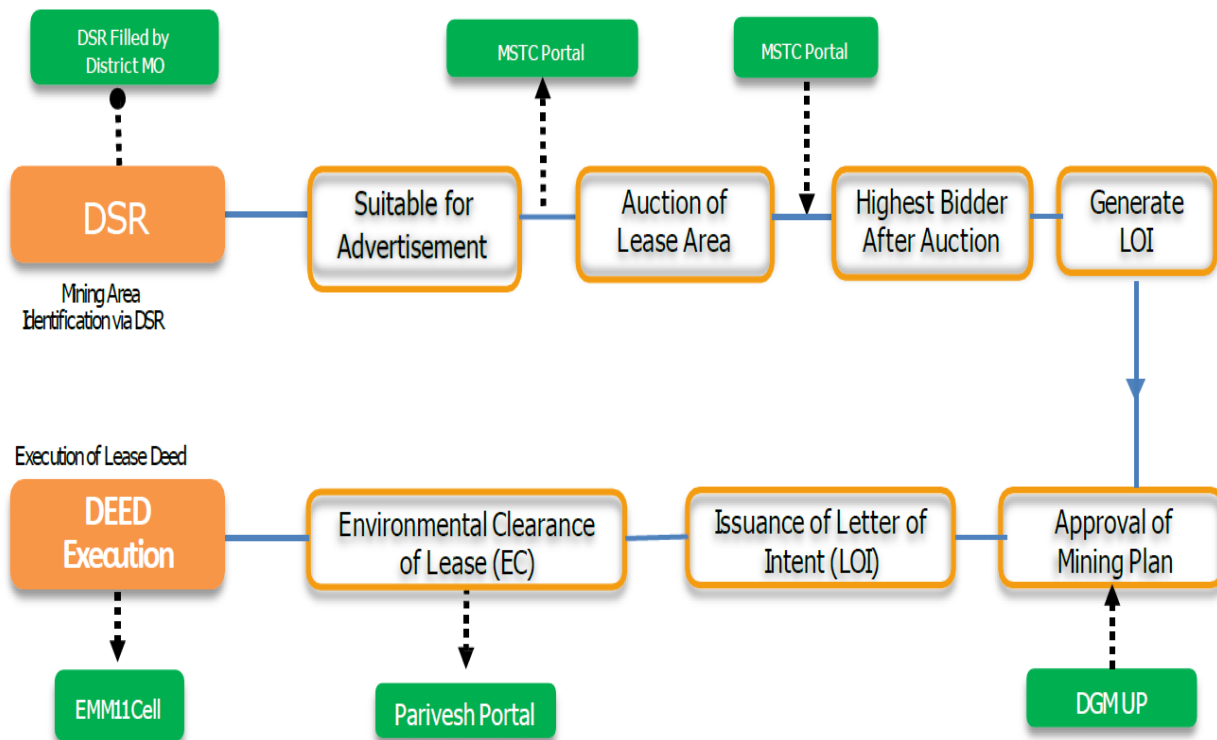 DSR Filled by
District MO
MSTC Portal
MSTC Portal
DSR
Suitable for
Advertisement
Auction of
Lease Area
Highest Bidder
After Auction
Generate
LOI
Mining Area
Identification via DSR
Execution of Lease Deed
DEED
Execution
Environmental Clearance
of Lease (EC)
Issuance of Letter of
Intent (LOI)
Approval of
Mining Plan
EMM11Cell
Parivesh Portal
DGM UP